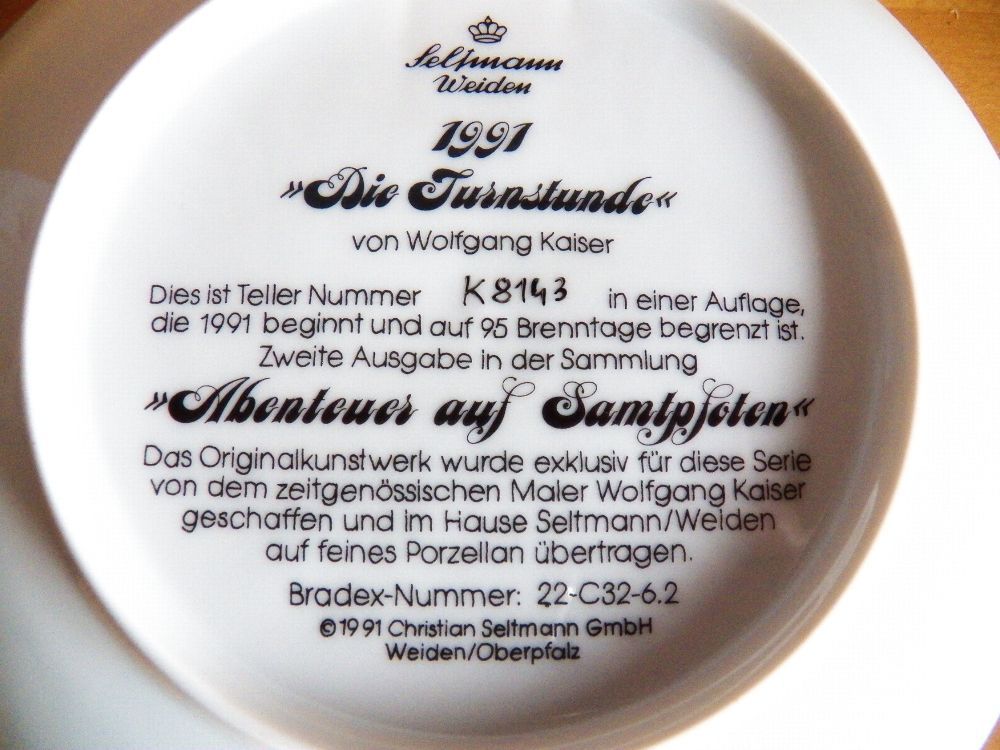 Seltmann
Weiden
1991
»Die Turnstunde«
von Wolfgang Kaiser
Dies ist Teller Nummer K8143 in einer Auflage,
die 1991 beginnt und auf 95 Brenntage begrenzt ist.
Zweite Ausgabe in der Sammlung
»Abenteuer auf Samtpfoten«
Das Originalkunstwerk wurde exklusiv für diese Serie
von dem zeitgenössischen Maler Wolfgang Kaiser
geschaffen und im Hause Seltmann/Weiden
auf feines Porzellan übertragen.
Bradex-Nummer: 22-C32-6.2
©1991 Christian Seltmann GmbH
Weiden/Oberpfalz